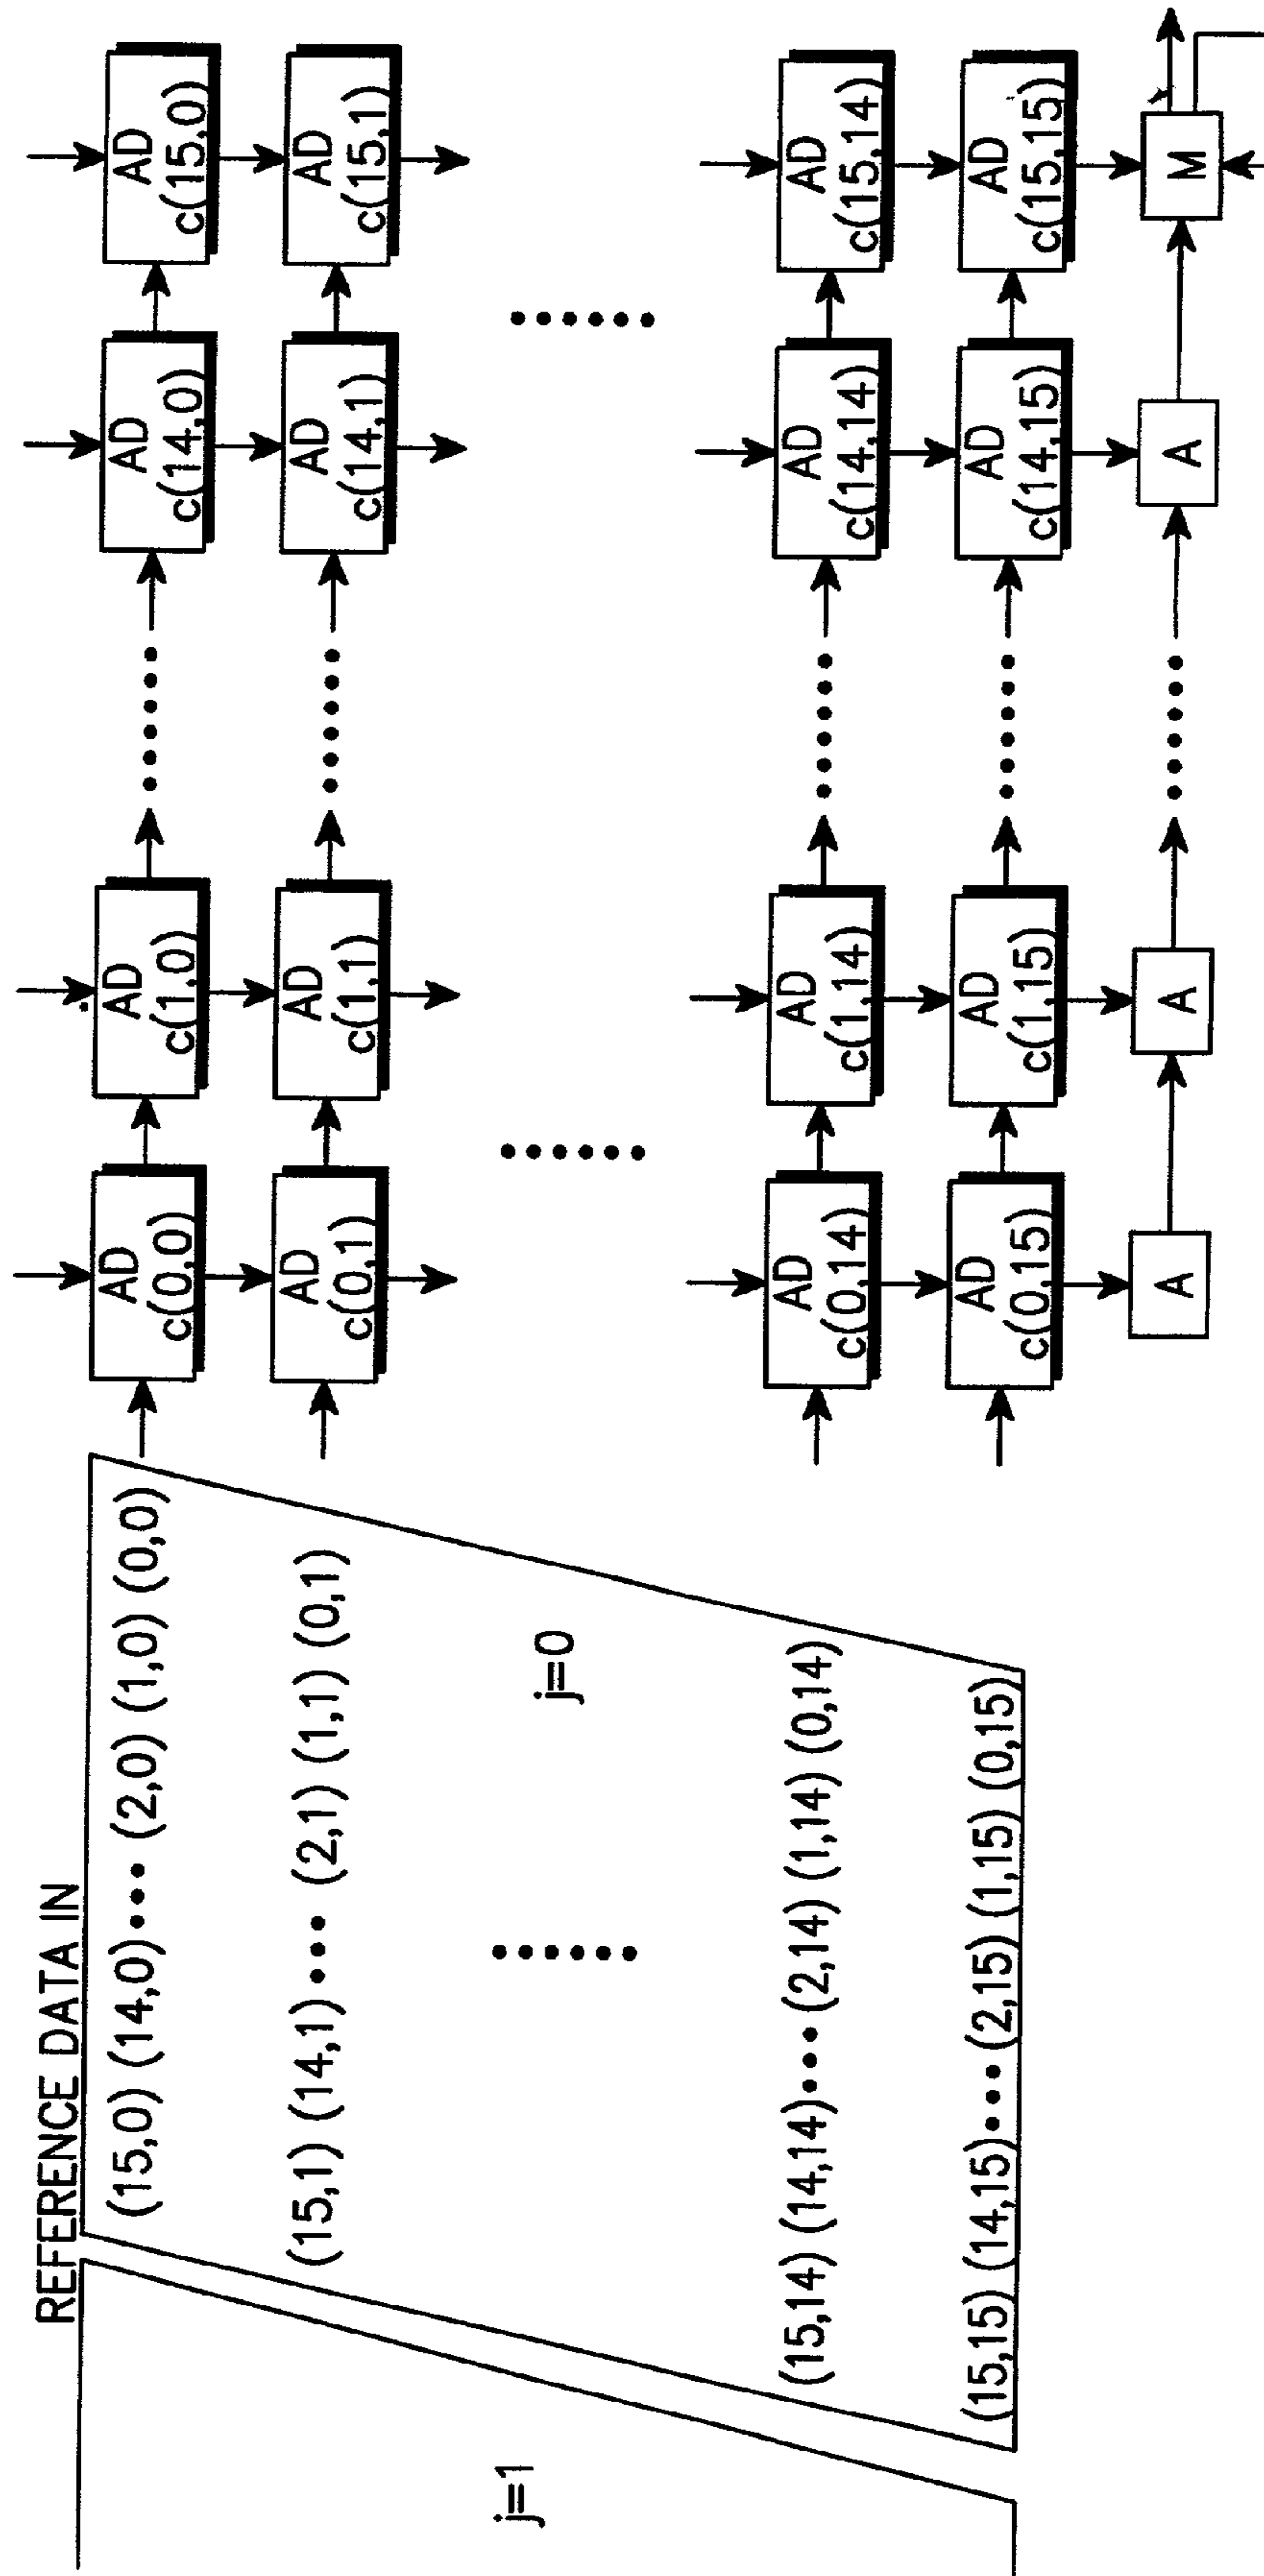 REFERENCE DATA IN
(15,0) (14,0)••• (2,0) (1,0) (0,0)
AD
c(0,0)
AD
c(1,0)
AD
c(14,0)
AD
c(15,0)
(15,1) (14,1)••• (2,1) (1,1) (0,1)
AD
c(0,1)
AD
c(1,1)
AD
c(14,1)
AD
c(15,1)
j=1
j=0
(15,14) (14,14)••• (2,14) (1,14) (0,14)
AD
c(0,14)
AD
c(1,14)
AD
c(14,14)
AD
c(15,14)
(15,15) (14,15)••• (2,15) (1,15) (0,15)
AD
c(0,15)
AD
c(1,15)
AD
c(14,15)
AD
c(15,15)
A
A
A
M